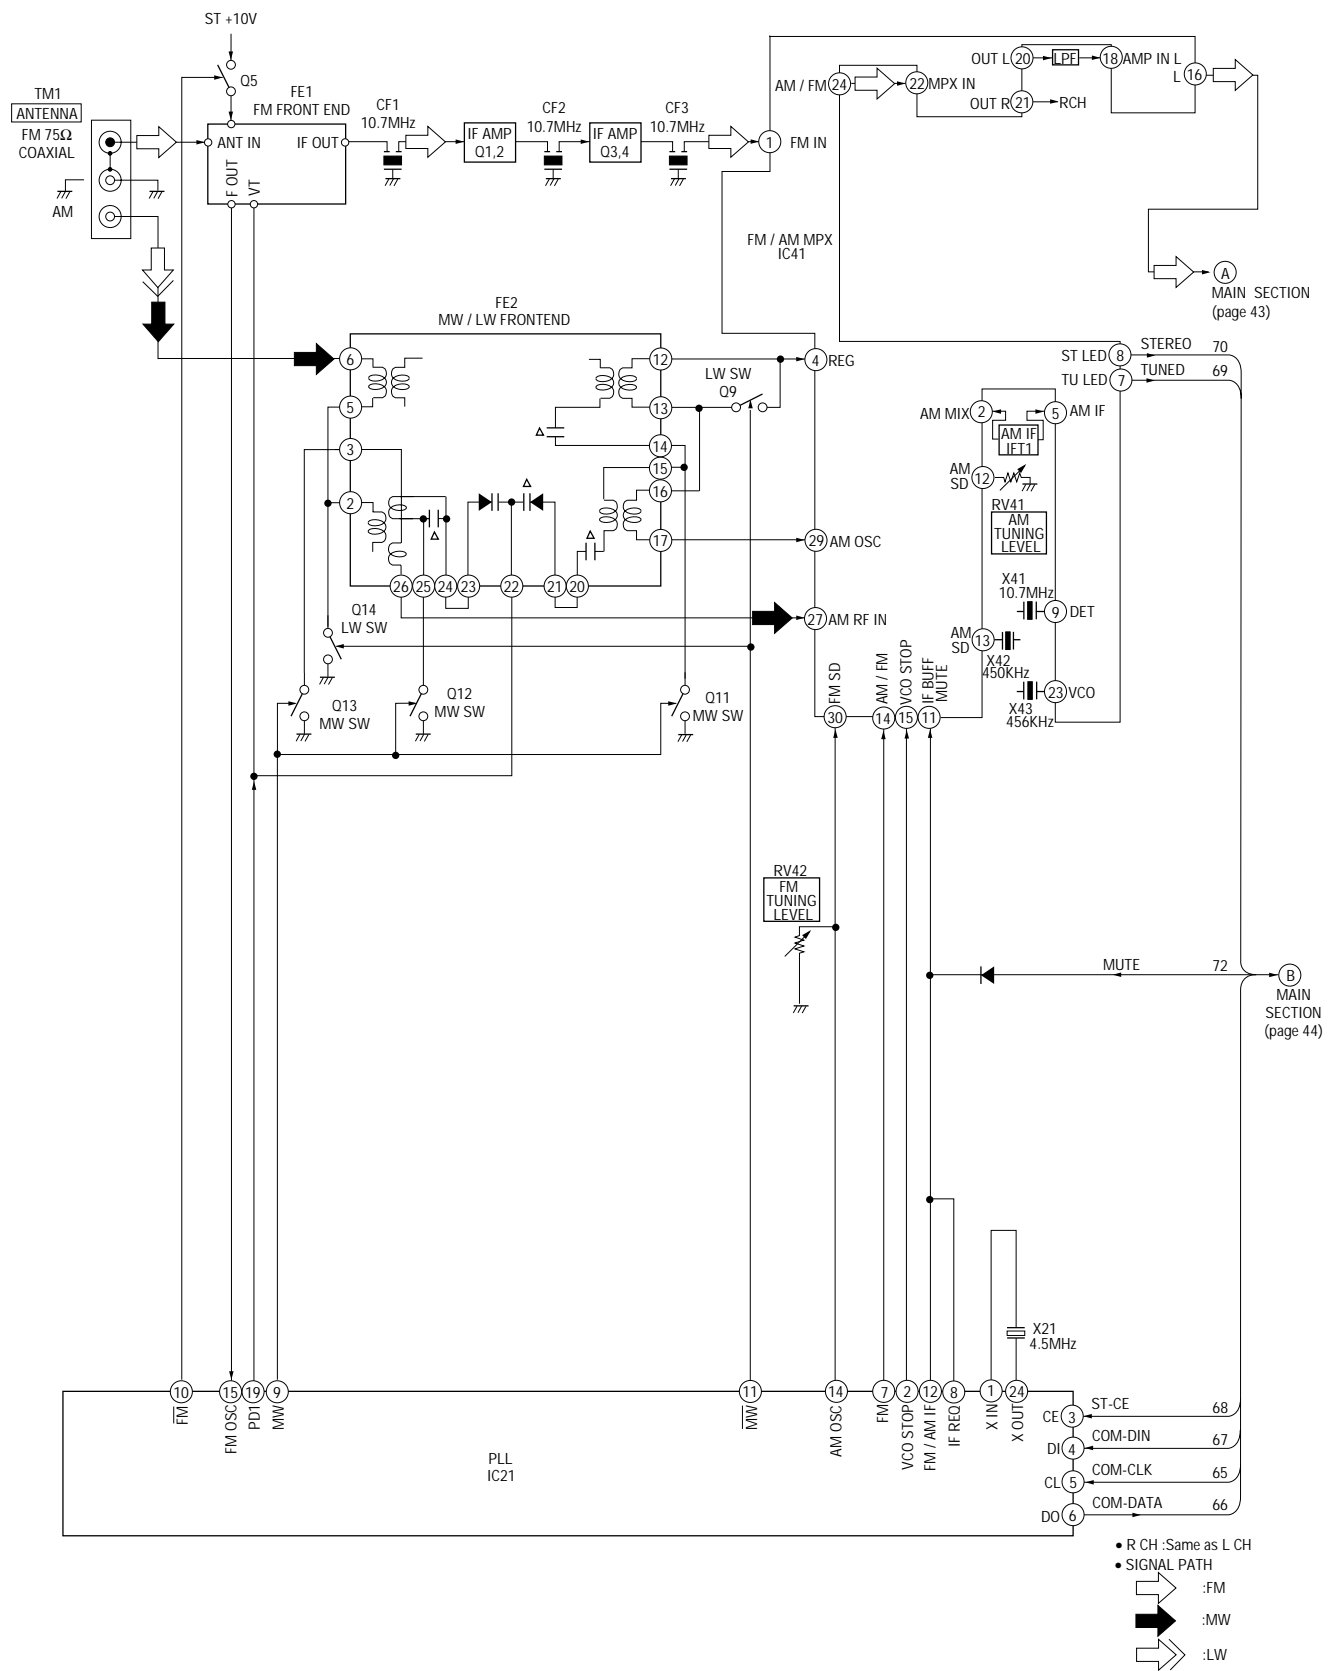 ST +10V
Q5
TM1
ANTENNA
FM 75Ω
COAXIAL
AM
FE1
FM FRONT END
ANT IN
IF OUT
F OUT
VT
CF1
10.7MHz
IF AMP
Q1,2
CF2
10.7MHz
IF AMP
Q3,4
CF3
10.7MHz
1
FM IN
AM / FM
24
22
MPX IN
OUT L
20
LPF
18
AMP IN L
L
16
OUT R
21
RCH
FM / AM MPX
IC41
A
MAIN SECTION
(page 43)
FE2
MW / LW FRONTEND
6
5
3
2
12
13
14
15
16
17
26
25
24
23
22
21
20
LW SW
Q9
4
REG
29
AM OSC
27
AM RF IN
ST LED
8
STEREO
70
TU LED
7
TUNED
69
AM MIX
2
5
AM IF
AM IF
IFT1
AM
SD
12
RV41
AM
TUNING
LEVEL
X41
10.7MHz
9
DET
AM
SD
13
X42
450KHz
23
VCO
X43
456KHz
FM SD
AM / FM
VCO STOP
IF BUFF
MUTE
30
14
15
11
Q14
LW SW
Q13
MW SW
Q12
MW SW
Q11
MW SW
RV42
FM
TUNING
LEVEL
MUTE
72
B
MAIN
SECTION
(page 44)
X21
4.5MHz
10
15
19
9
11
14
7
2
12
8
1
24
FM
FM OSC
PD1
MW
MW
AM OSC
FM
VCO STOP
FM / AM IF
IF REQ
X IN
X OUT
PLL
IC21
CE
3
ST-CE
68
DI
4
COM-DIN
67
CL
5
COM-CLK
65
DO
6
COM-DATA
66
• R CH :Same as L CH
• SIGNAL PATH
:FM
:MW
:LW